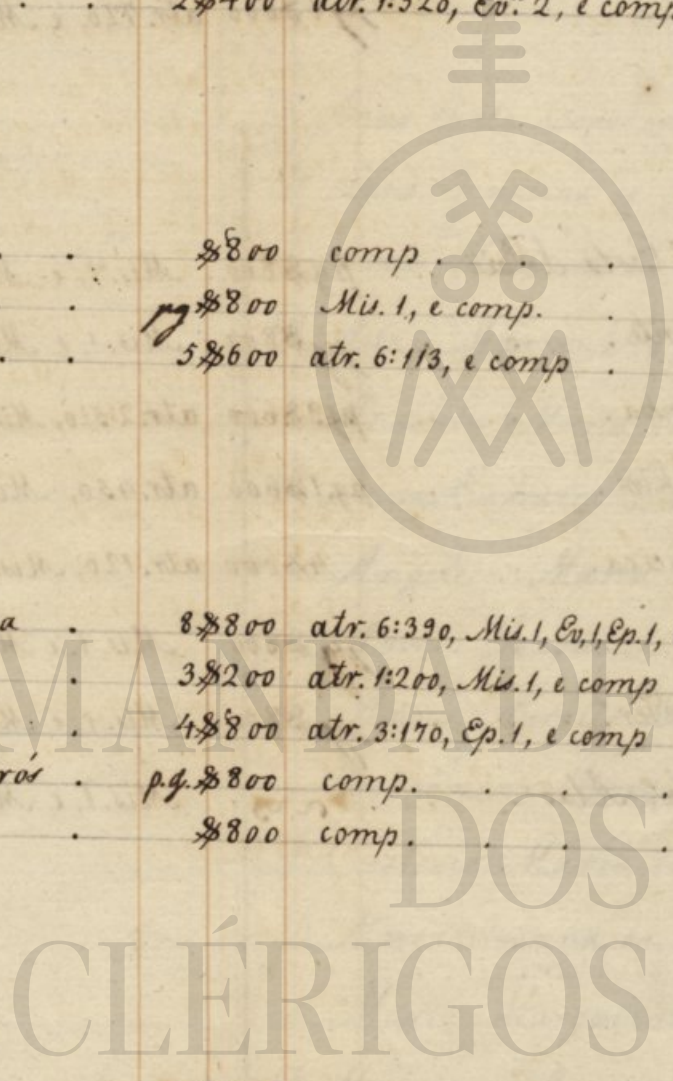 . . 2$400 atr. 1:320, Ev. 2, e comp
. . $800 comp . . .
. pg $800 Mis. 1, e comp. .
. . 5$600 atr. 6:113, e comp .
a . 8$800 atr. 6:390, Mis. 1, Ev, 1, Ep. 1,
. 3$200 atr. 1:200, Mis. 1, e comp
. . 4$800 atr. 3:170, Ep. 1, e comp
rós . p.g. $800 comp. . . .
. $800 comp. . . .
MANDADE
DOS
CLÉRIGOS